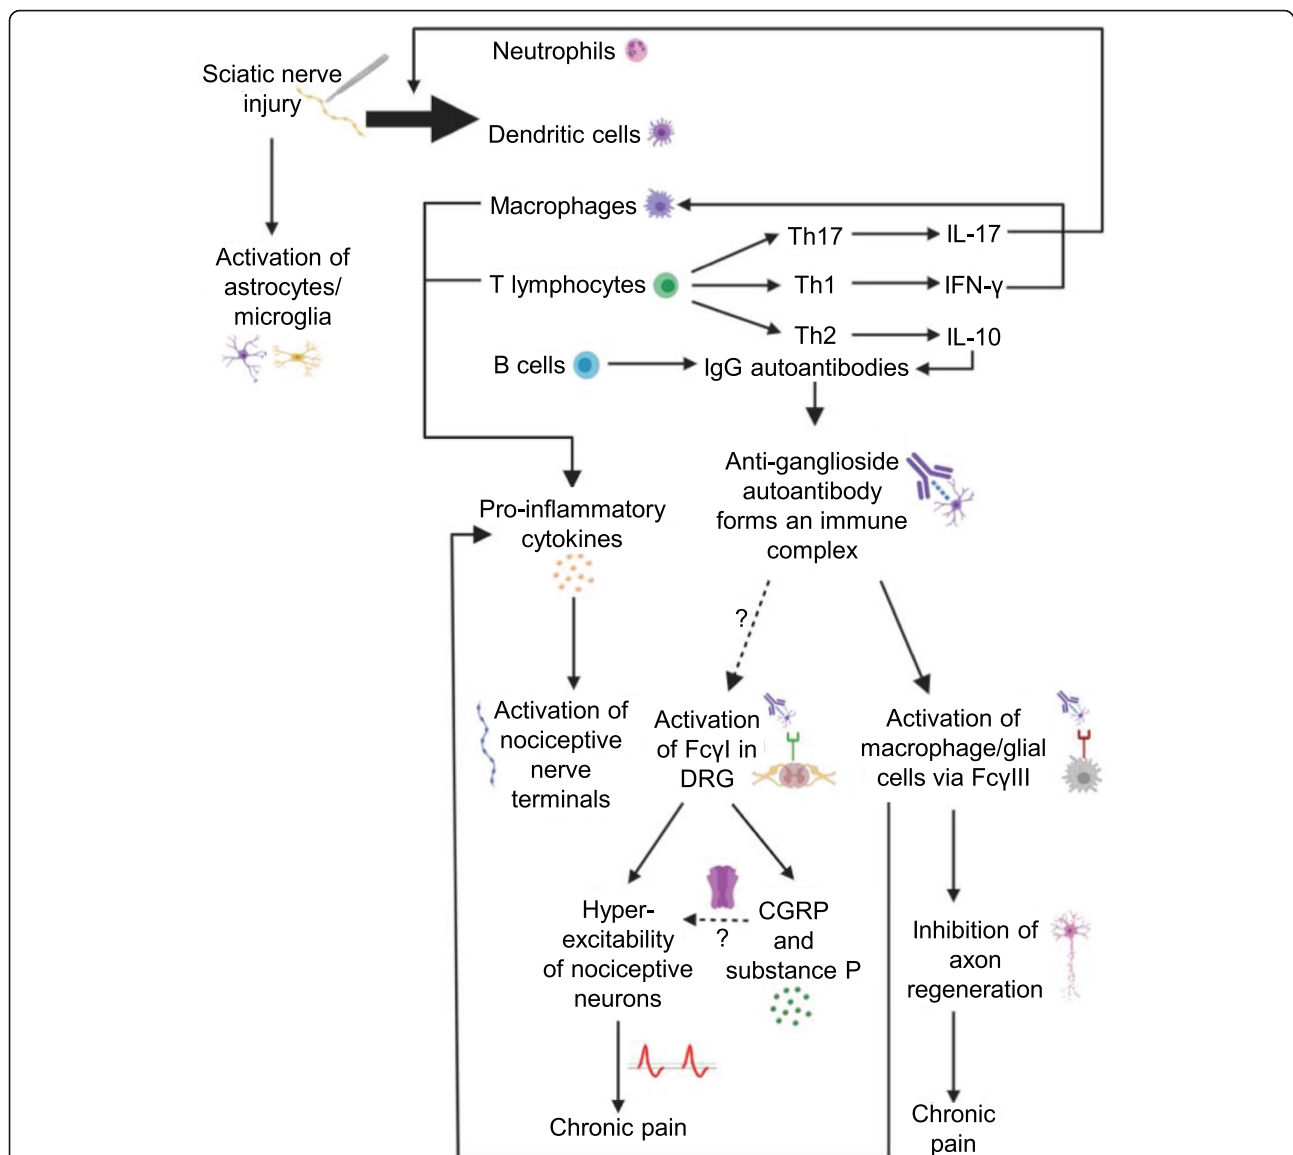 Neutrophils
Sciatic nerve
injury
Dendritic cells
Macrophages
Th17
IL-17
Activation of
astrocytes/
microglia
T lymphocytes
Th1
IFN-γ
Th2
IL-10
B cells
IgG autoantibodies
Anti-ganglioside
autoantibody
forms an immune
complex
Pro-inflammatory
cytokines
?
Activation of
nociceptive
nerve
terminals
Activation
of FcγI in
DRG
Activation of
macrophage/glial
cells via FcγIII
Hyper-
excitability
of nociceptive
neurons
?
CGRP
and
substance P
Inhibition of
axon
regeneration
Chronic pain
Chronic
pain